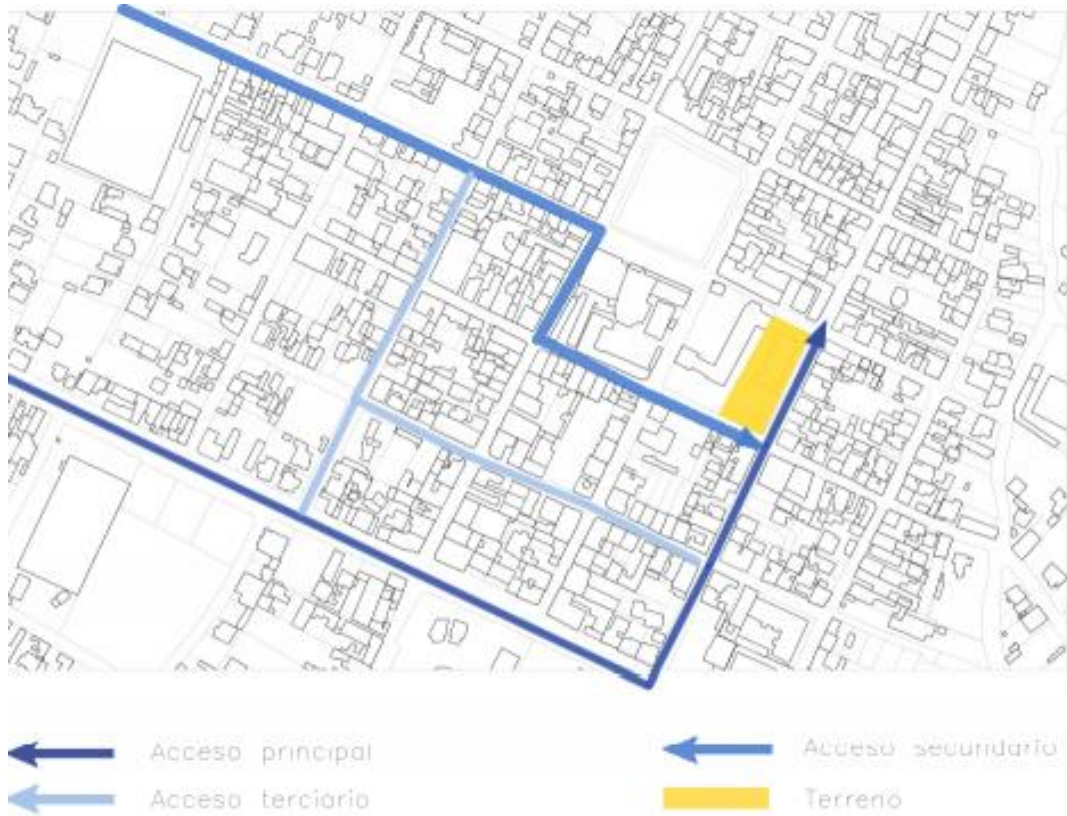 Acceso principal
Acceso secundario
Acceso terciario
Terreno